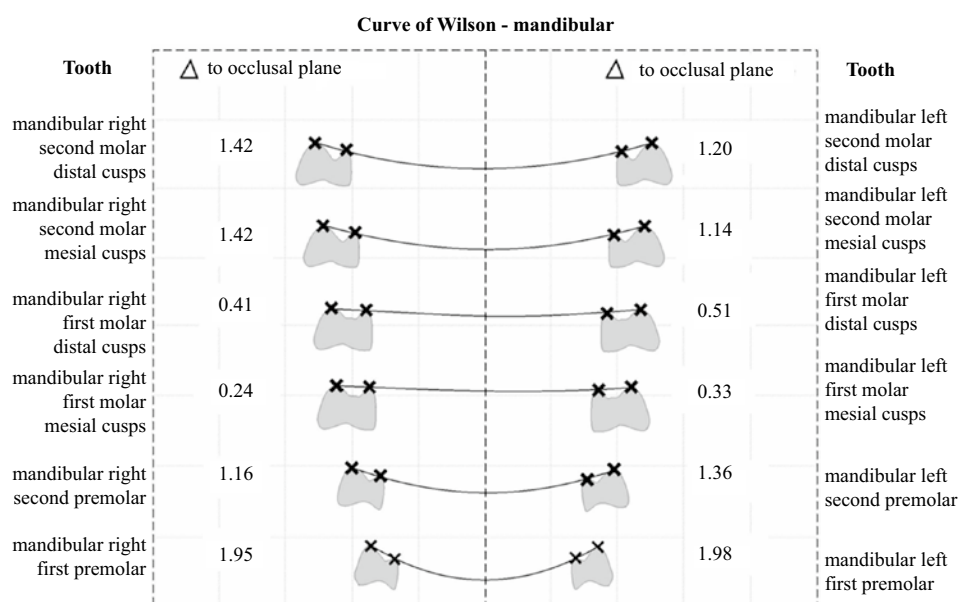 Curve of Wilson - mandibular
Tooth
△ to occlusal plane
△ to occlusal plane
Tooth
mandibular right
second molar
distal cusps
1.42
1.20
mandibular left
second molar
distal cusps
mandibular right
second molar
mesial cusps
1.42
1.14
mandibular left
second molar
mesial cusps
mandibular right
first molar
distal cusps
0.41
0.51
mandibular left
first molar
distal cusps
mandibular right
first molar
mesial cusps
0.24
0.33
mandibular left
first molar
mesial cusps
mandibular right
second premolar
1.16
1.36
mandibular left
second premolar
mandibular right
first premolar
1.95
1.98
mandibular left
first premolar